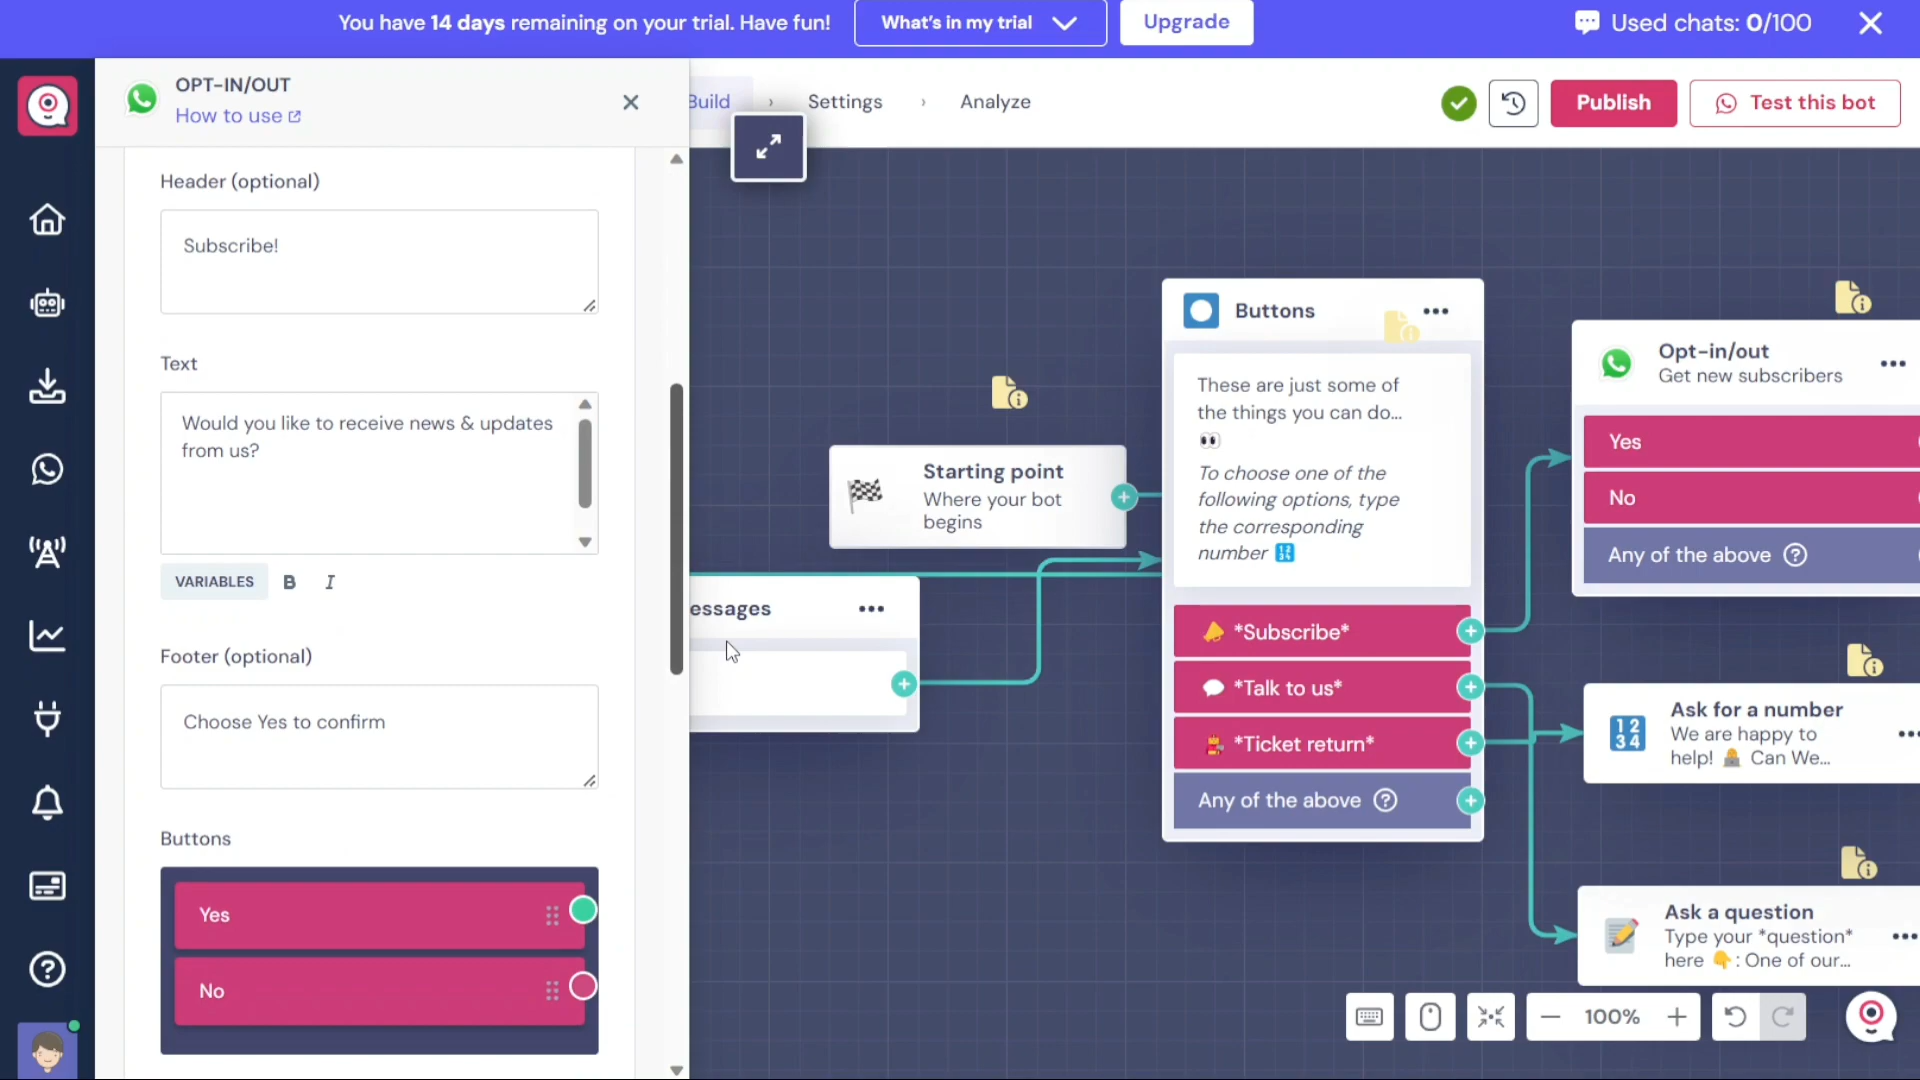 You have 14 days remaining on your trial. Have fun!
What's in my trial
Upgrade
Used chats: 0/100
OPT-IN/OUT
How to use
Build
Settings
Analyze
Publish
Test this bot
Header (optional)
Subscribe!
Text
Would you like to receive news & updates
from us?
VARIABLES B I
Footer (optional)
Choose Yes to confirm
Buttons
Yes
No
Starting point
Where your bot
begins
essages
Buttons
These are just some of
the things you can do...
👀
To choose one of the
following options, type
the corresponding
number 🔢
📣 *Subscribe*
💬 *Talk to us*
*Ticket return*
Any of the above
Opt-in/out
Get new subscribers
Yes
No
Any of the above
1 2
3 4
Ask for a number
We are happy to
help! Can We...
Ask a question
Type your *question*
here 👇: One of our...
100%